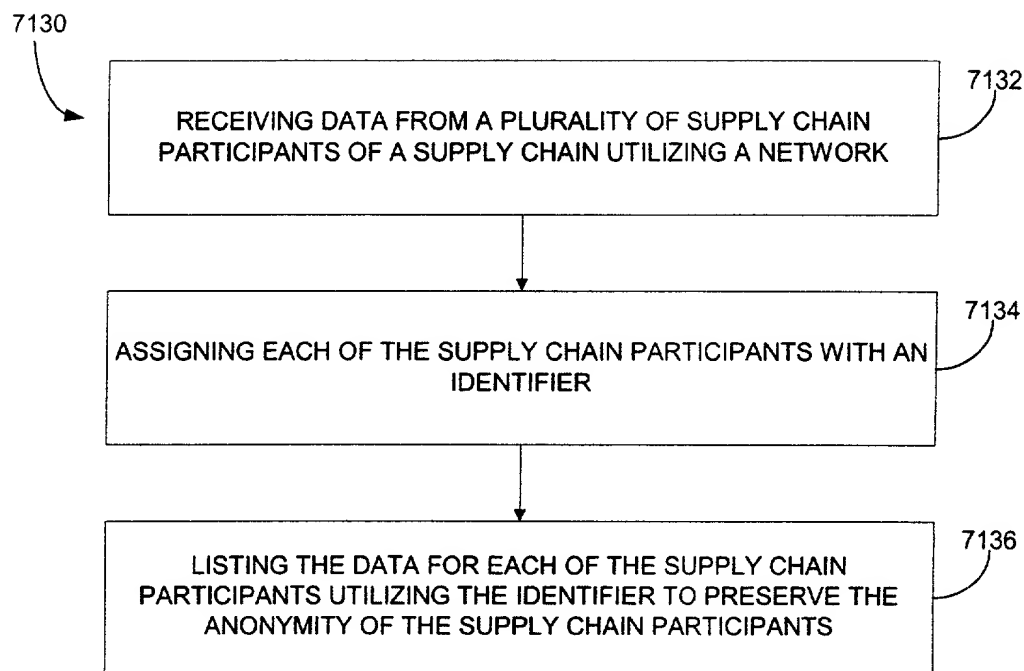 7130
7132
RECEIVING DATA FROM A PLURALITY OF SUPPLY CHAIN
PARTICIPANTS OF A SUPPLY CHAIN UTILIZING A NETWORK
7134
ASSIGNING EACH OF THE SUPPLY CHAIN PARTICIPANTS WITH AN
IDENTIFIER
7136
LISTING THE DATA FOR EACH OF THE SUPPLY CHAIN
PARTICIPANTS UTILIZING THE IDENTIFIER TO PRESERVE THE
ANONYMITY OF THE SUPPLY CHAIN PARTICIPANTS